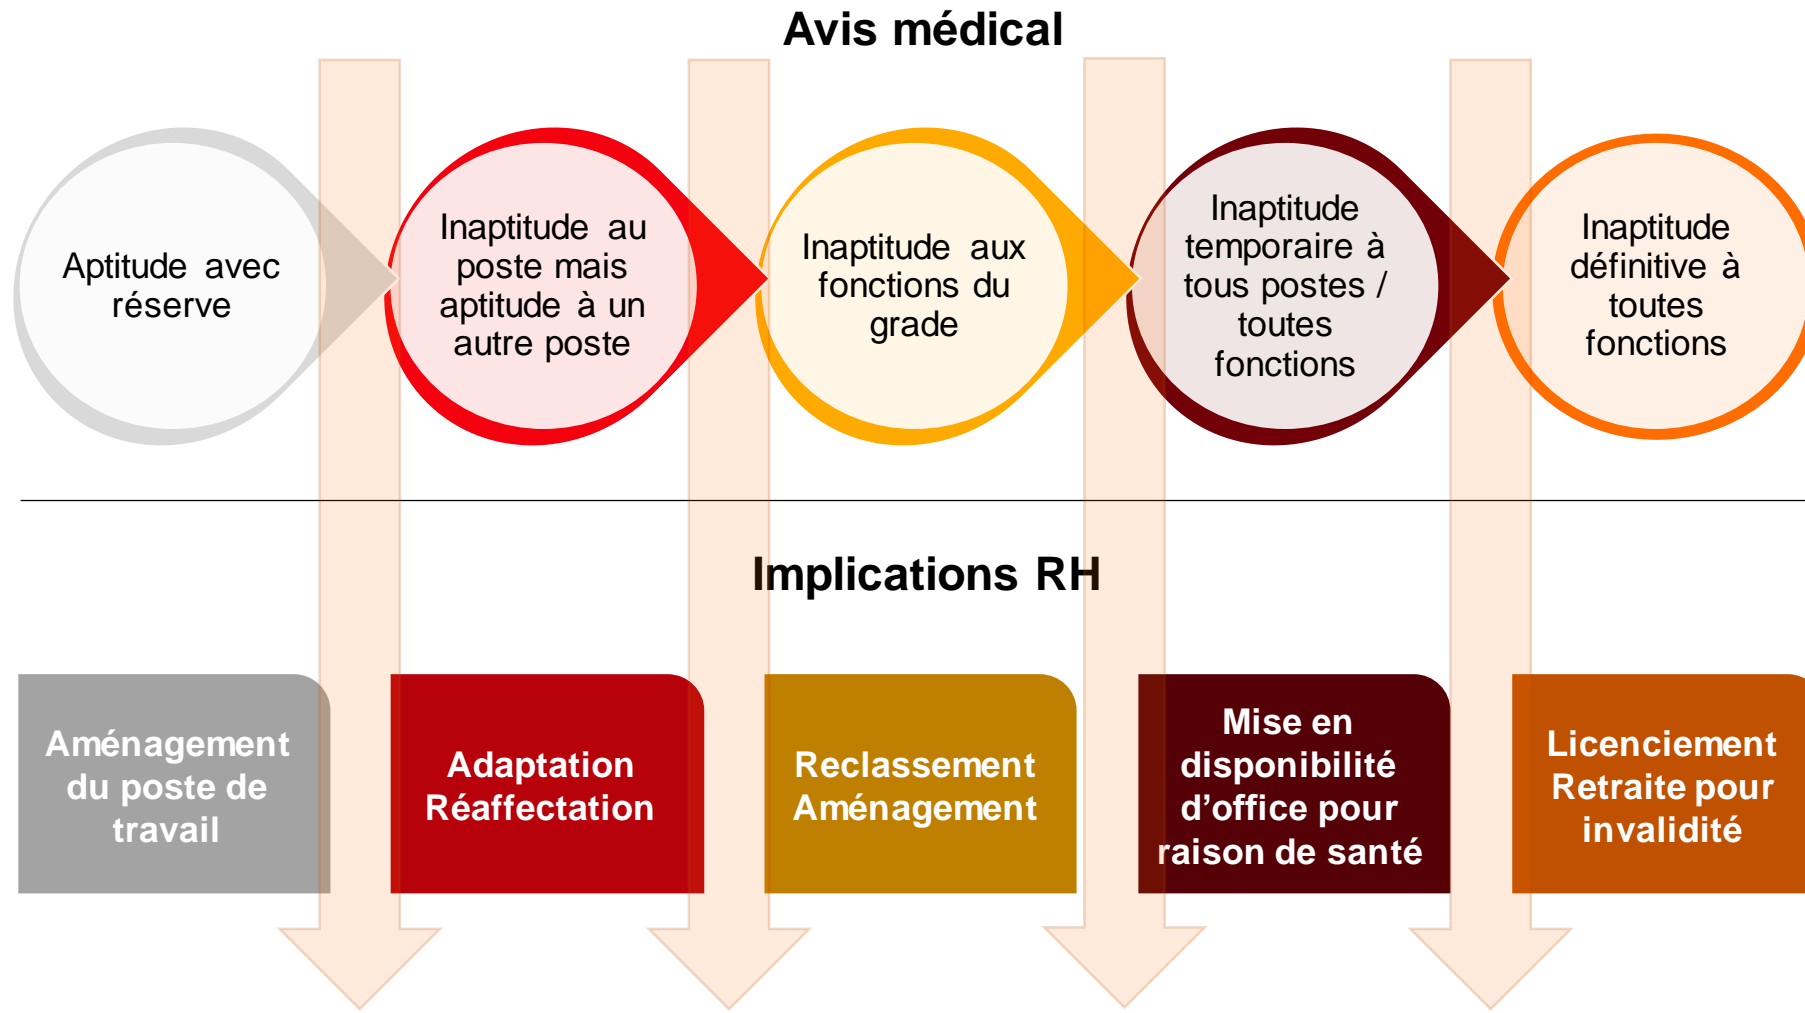 Avis médical
Aptitude avec
réserve
Inaptitude au
poste mais
aptitude à un
autre poste
Inaptitude aux
fonctions du
grade
Inaptitude
temporaire à
tous postes /
toutes
fonctions
Inaptitude
définitive à
toutes
fonctions
Implications RH
Aménagement
du poste de
travail
Adaptation
Réaffectation
Reclassement
Aménagement
Mise en
disponibilité
d’office pour
raison de santé
Licenciement
Retraite pour
invalidité